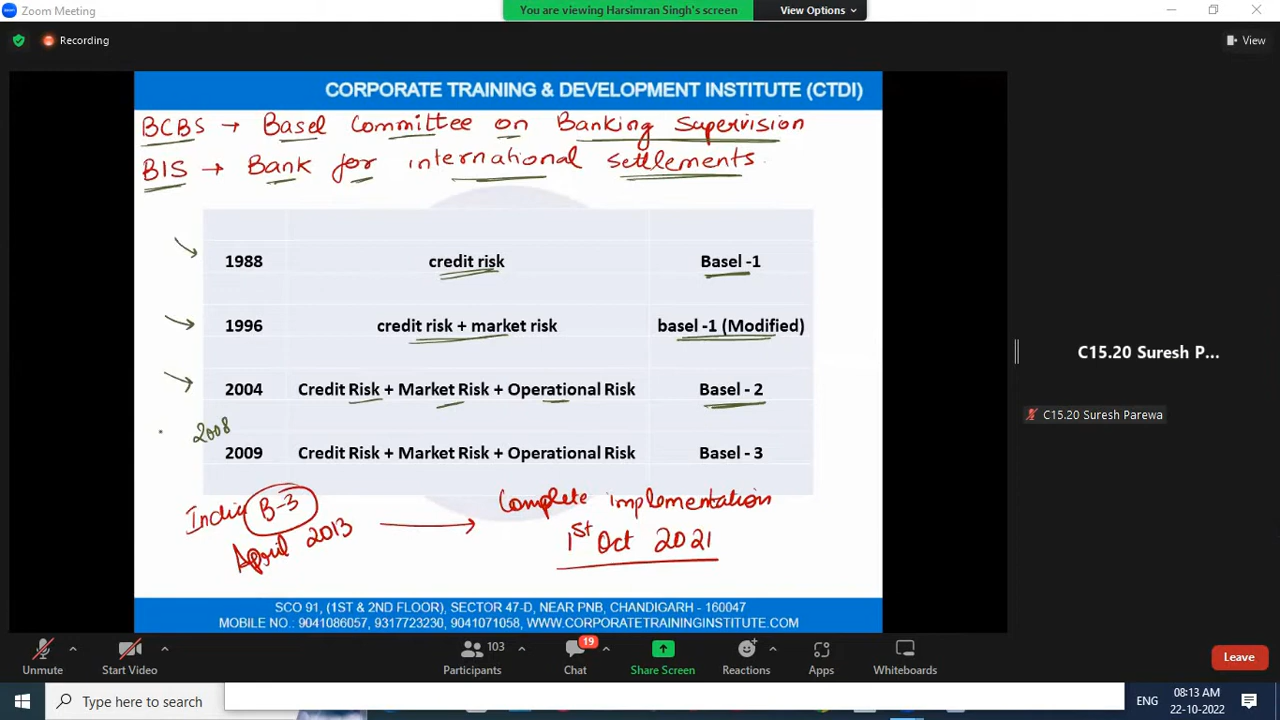 Zoom Meeting
You are viewing Harsimran Singh's screen
View Options
Recording
View
CORPORATE TRAINING & DEVELOPMENT INSTITUTE (CTDI)
BCBS → Basel Committee on Banking Supervision
BIS → Bank for international settlements
1988 credit risk Basel -1
1996 credit risk + market risk basel -1 (Modified)
2004 Credit Risk + Market Risk + Operational Risk Basel - 2
2008
2009 Credit Risk + Market Risk + Operational Risk Basel - 3
India B-3
April 2013 → Complete implementation
1st Oct 2021
C15.20 Suresh P...
C15.20 Suresh Parewa
SCO 91, (1ST & 2ND FLOOR), SECTOR 47-D, NEAR PNB, CHANDIGARH - 160047
MOBILE NO.: 9041086057, 9317723230, 9041071058, WWW.CORPORATETRAININGINSTITUTE.COM
Unmute
Start Video
103
Participants
19
Chat
Share Screen
Reactions
Apps
Whiteboards
Leave
Type here to search
ENG
08:13 AM
22-10-2022